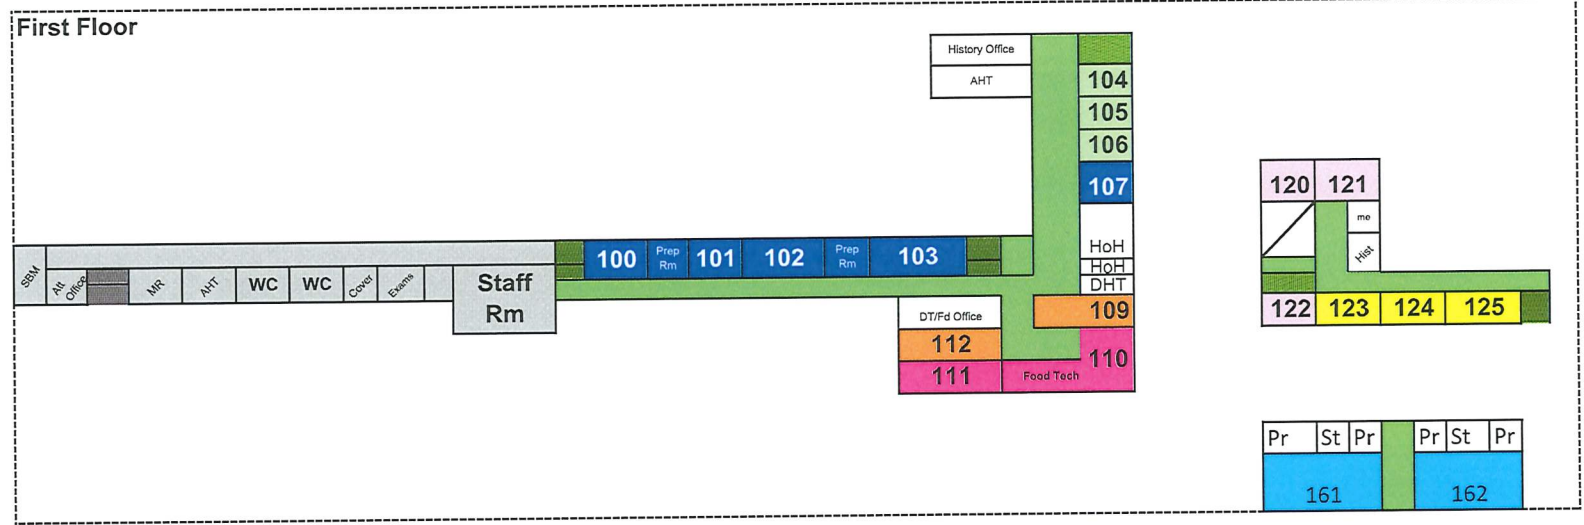 First Floor
History Office
AHT
104
105
106
107
HoH
HoH
DHT
SBM
Att
Office
MR
AHT
WC
WC
Cover
Exams
Staff
Rm
100
Prep
Rm
101
102
Prep
Rm
103
DT/Fd Office
109
112
110
111
Food Tech
120
121
me
Hist
122
123
124
125
Pr
St
Pr
Pr
St
Pr
161
162